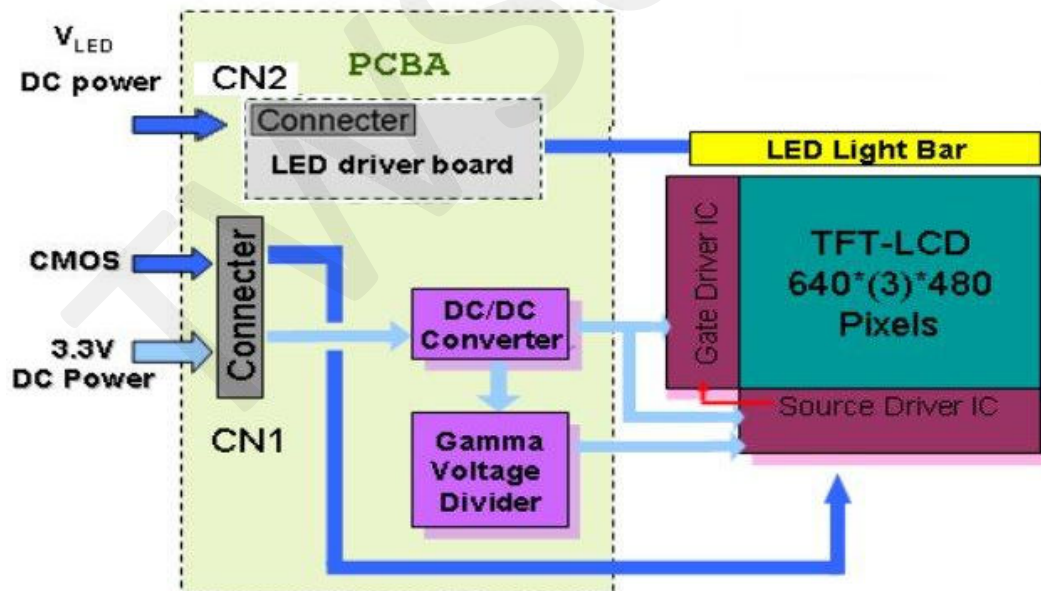 V_LED
DC power
PCBA
CN2
Connecter
LED driver board
LED Light Bar
CMOS
3.3V
DC Power
Connecter
CN1
DC/DC
Converter
Gamma
Voltage
Divider
Gate Driver IC
TFT-LCD
640*(3)*480
Pixels
Source Driver IC